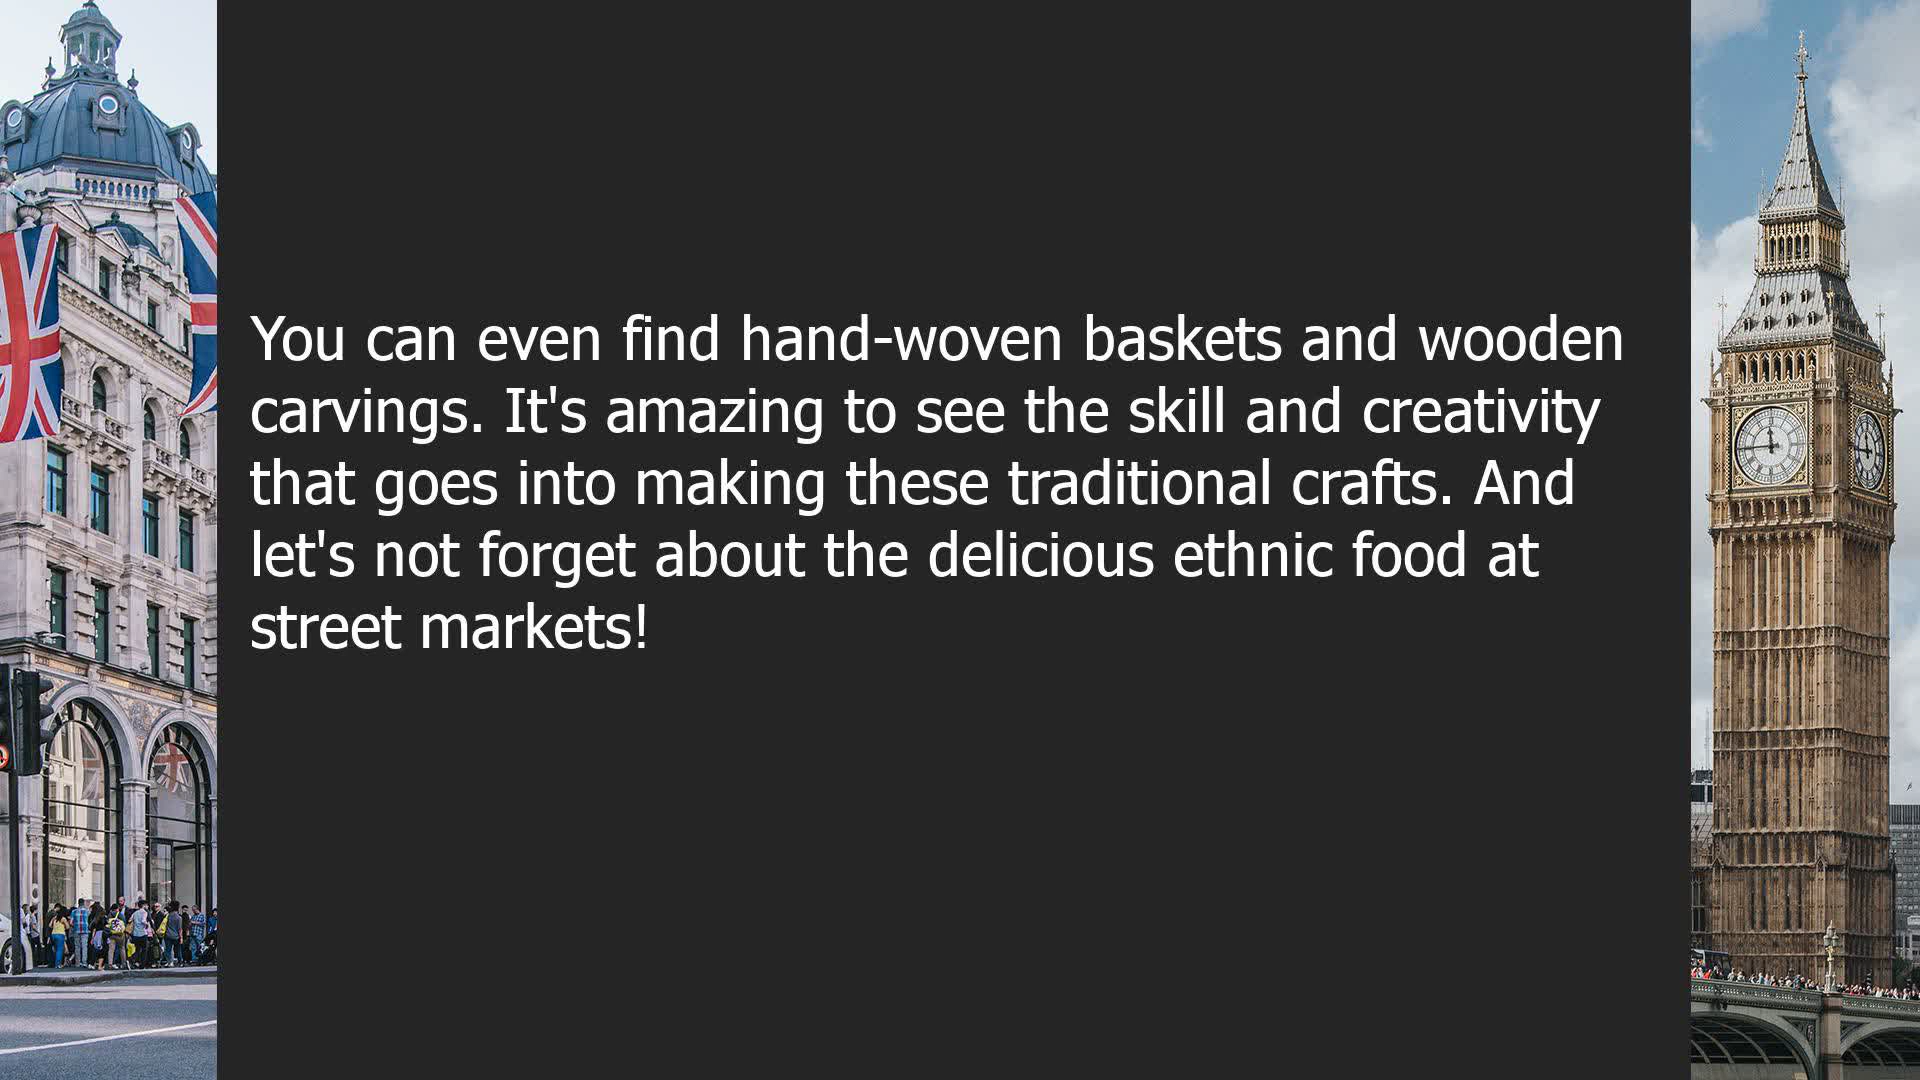 You can even find hand-woven baskets and wooden
carvings. It's amazing to see the skill and creativity
that goes into making these traditional crafts. And
let's not forget about the delicious ethnic food at
street markets!